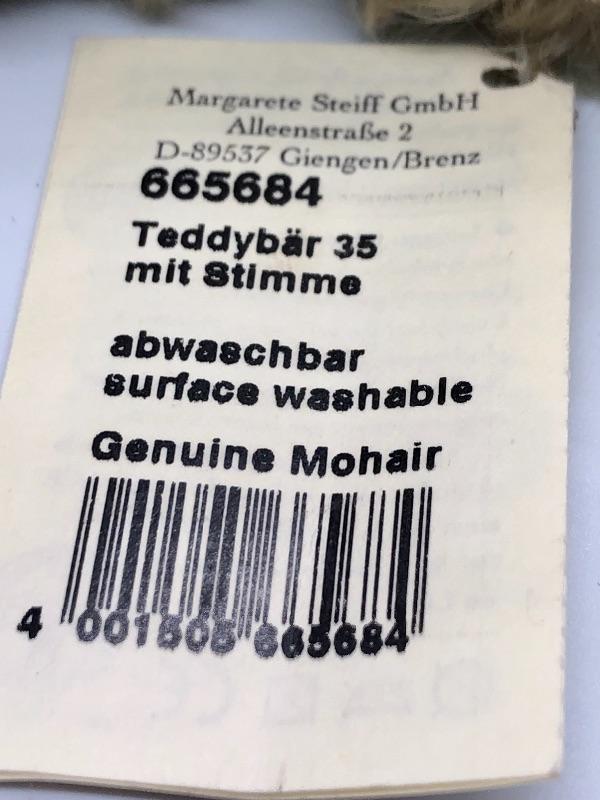 Margarete Steiff GmbH
Alleenstraße 2
D-89537 Giengen/Brenz
665684
Teddybär 35
mit Stimme
abwaschbar
surface washable
Genuine Mohair
4 001505 665684